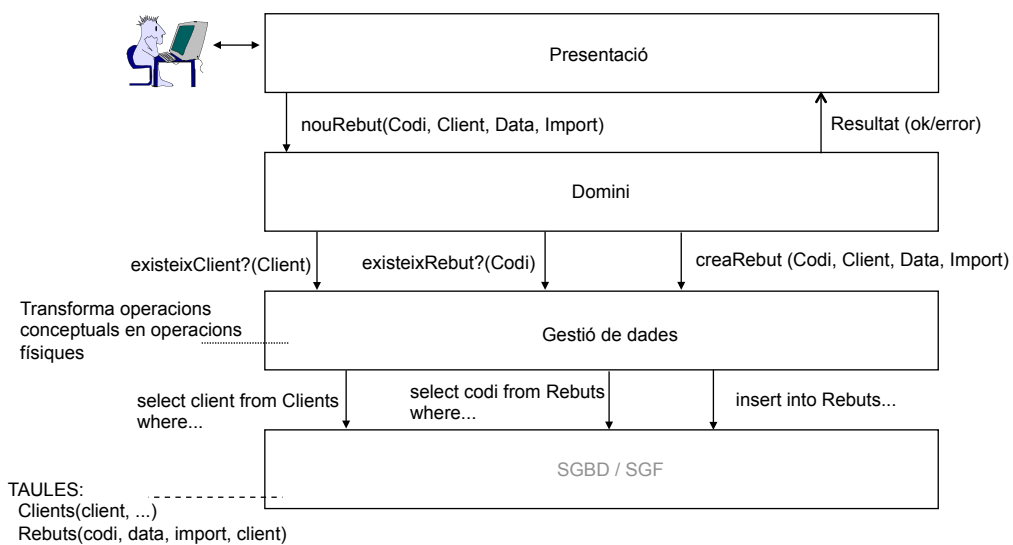 Presentació
nouRebut(Codi, Client, Data, Import)
Resultat (ok/error)
Domini
existeixClient?(Client)
existeixRebut?(Codi)
creaRebut (Codi, Client, Data, Import)
Transforma operacions
conceptuals en operacions
físiques
Gestió de dades
select client from Clients
where...
select codi from Rebuts
where...
insert into Rebuts...
SGBD / SGF
TAULES:
Clients(client, ...)
Rebuts(codi, data, import, client)